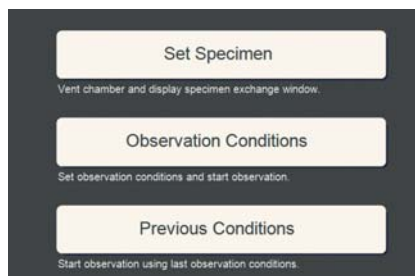 Set Specimen
Vent chamber and display specimen exchange window.
Observation Conditions
Set observation conditions and start observation.
Previous Conditions
Start observation using last observation conditions.